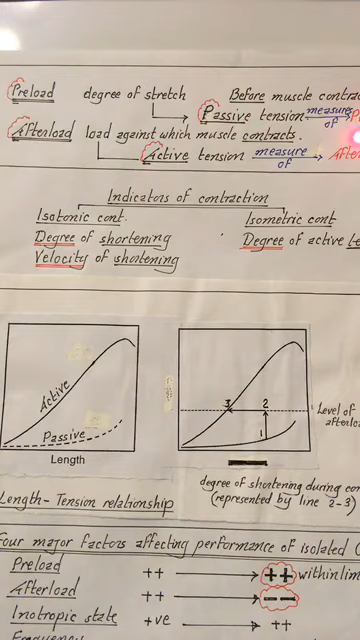 Preload degree of stretch Before muscle contrac
Passive tension measures of P
Afterload load against which muscle contracts.
Active tension measure of After
Indicators of contraction
Isotonic cont. Isometric cont
Degree of shortening Degree of active te
Velocity of shortening
Active
Passive
Length
3 2
1
Level of
afterlo
degree of shortening during con
(represented by line 2-3)
Length-Tension relationship
Four major factors affecting performance of isolated (
Preload ++ ++ within lim
Afterload ++ --
Inotropic state +ve ++
Frequency